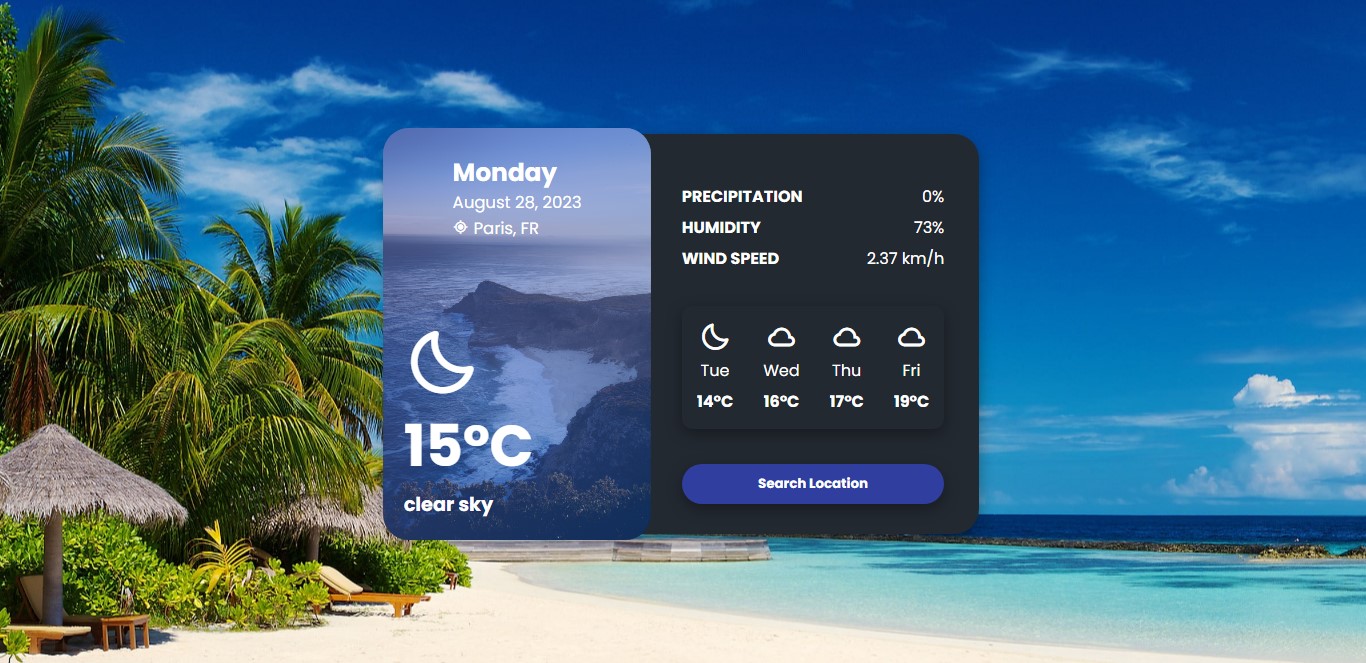 Monday
August 28, 2023
Paris, FR
15°C
clear sky
PRECIPITATION 0%
HUMIDITY 73%
WIND SPEED 2.37 km/h
Tue Wed Thu Fri
14°C 16°C 17°C 19°C
Search Location